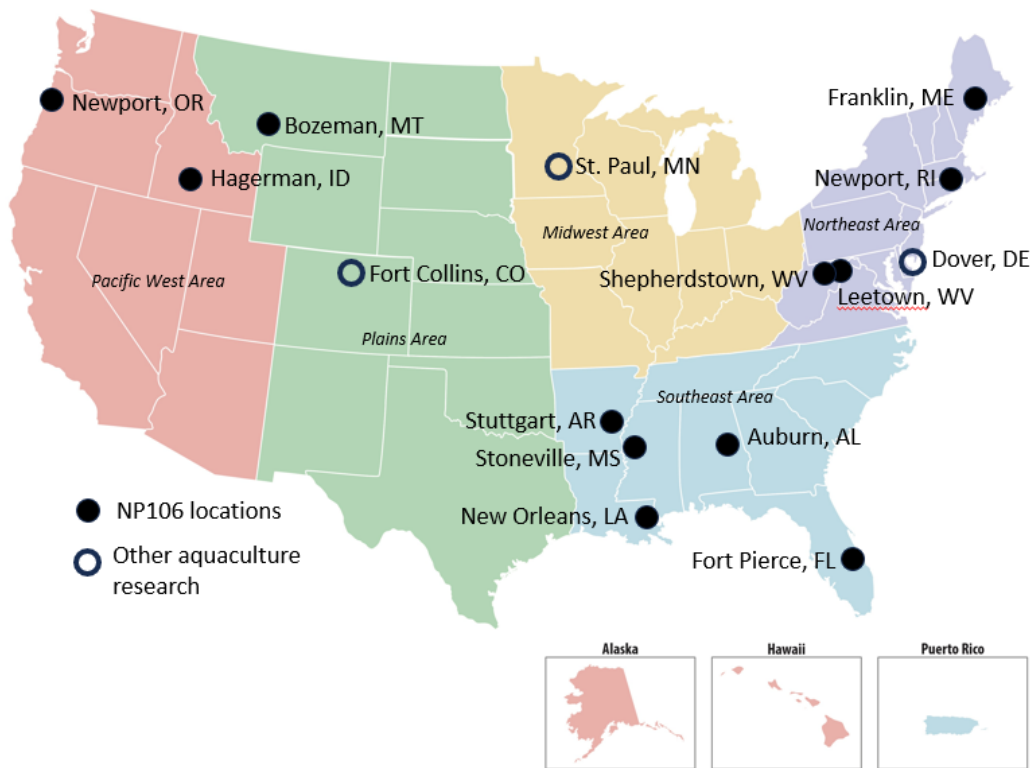 Newport, OR
Bozeman, MT
Hagerman, ID
Franklin, ME
St. Paul, MN
Newport, RI
Northeast Area
Midwest Area
Dover, DE
Pacific West Area
Fort Collins, CO
Shepherdstown, WV
Leetown, WV
Plains Area
Southeast Area
Stuttgart, AR
Auburn, AL
Stoneville, MS
New Orleans, LA
Fort Pierce, FL
NP106 locations
Other aquaculture
research
Alaska
Hawaii
Puerto Rico